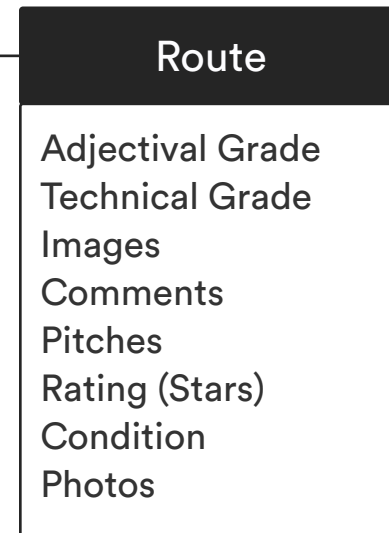 Route
Adjectival Grade
Technical Grade
Images
Comments
Pitches
Rating (Stars)
Condition
Photos